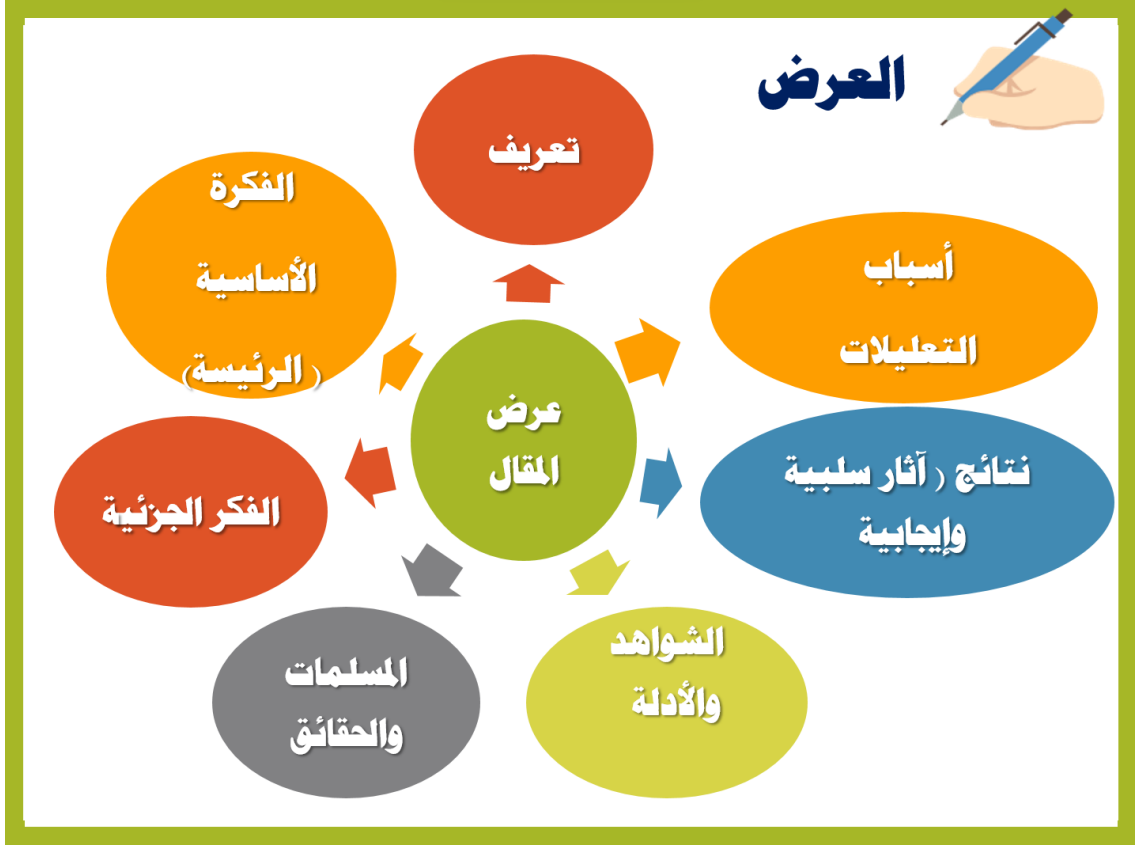 العرض
تعريف
أسباب
التعليلات
نتائج ( آثار سلبية
وإيجابية
الشواهد
والأدلة
المسلمات
والحقائق
الفكر الجزئية
الفكرة
الأساسية
( الرئيسة)
عرض
المقال